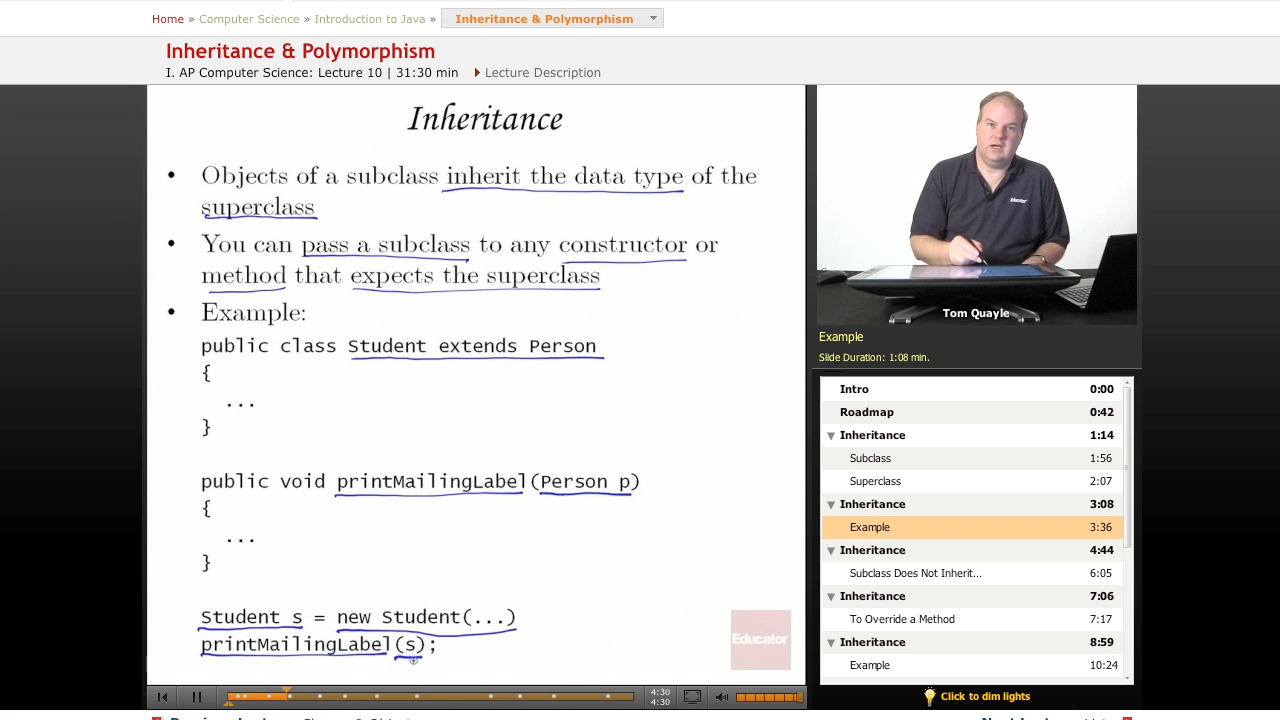 Home » Computer Science » Introduction to Java » Inheritance & Polymorphism
Inheritance & Polymorphism
I. AP Computer Science: Lecture 10 | 31:30 min Lecture Description
Inheritance
• Objects of a subclass inherit the data type of the
superclass
• You can pass a subclass to any constructor or
method that expects the superclass
• Example:
public class Student extends Person
{
...
}
public void printMailingLabel(Person p)
{
...
}
Student s = new Student(...)
printMailingLabel(s);
Educator
4:30
4:30
Educator
Tom Quayle
Example
Slide Duration: 1:08 min.
Intro 0:00
Roadmap 0:42
Inheritance 1:14
Subclass 1:56
Superclass 2:07
Inheritance 3:08
Example 3:36
Inheritance 4:44
Subclass Does Not Inherit... 6:05
Inheritance 7:06
To Override a Method 7:17
Inheritance 8:59
Example 10:24
Click to dim lights